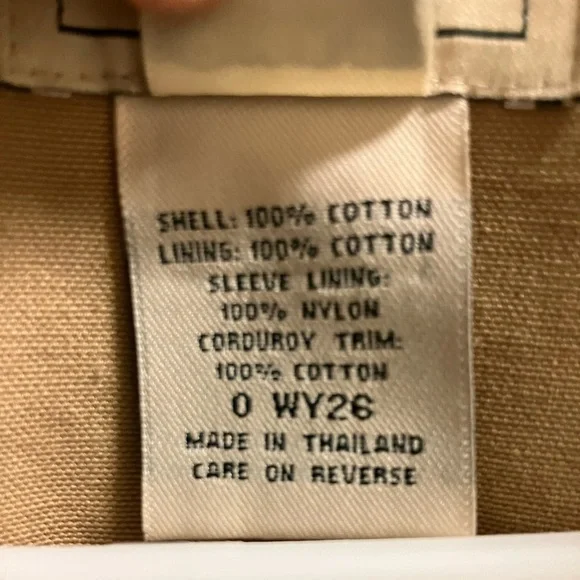 SHELL: 100% COTTON
LINING: 100% COTTON
SLEEVE LINING:
100% NYLON
CORDUROY TRIM:
100% COTTON
0 WY26
MADE IN THAILAND
CARE ON REVERSE